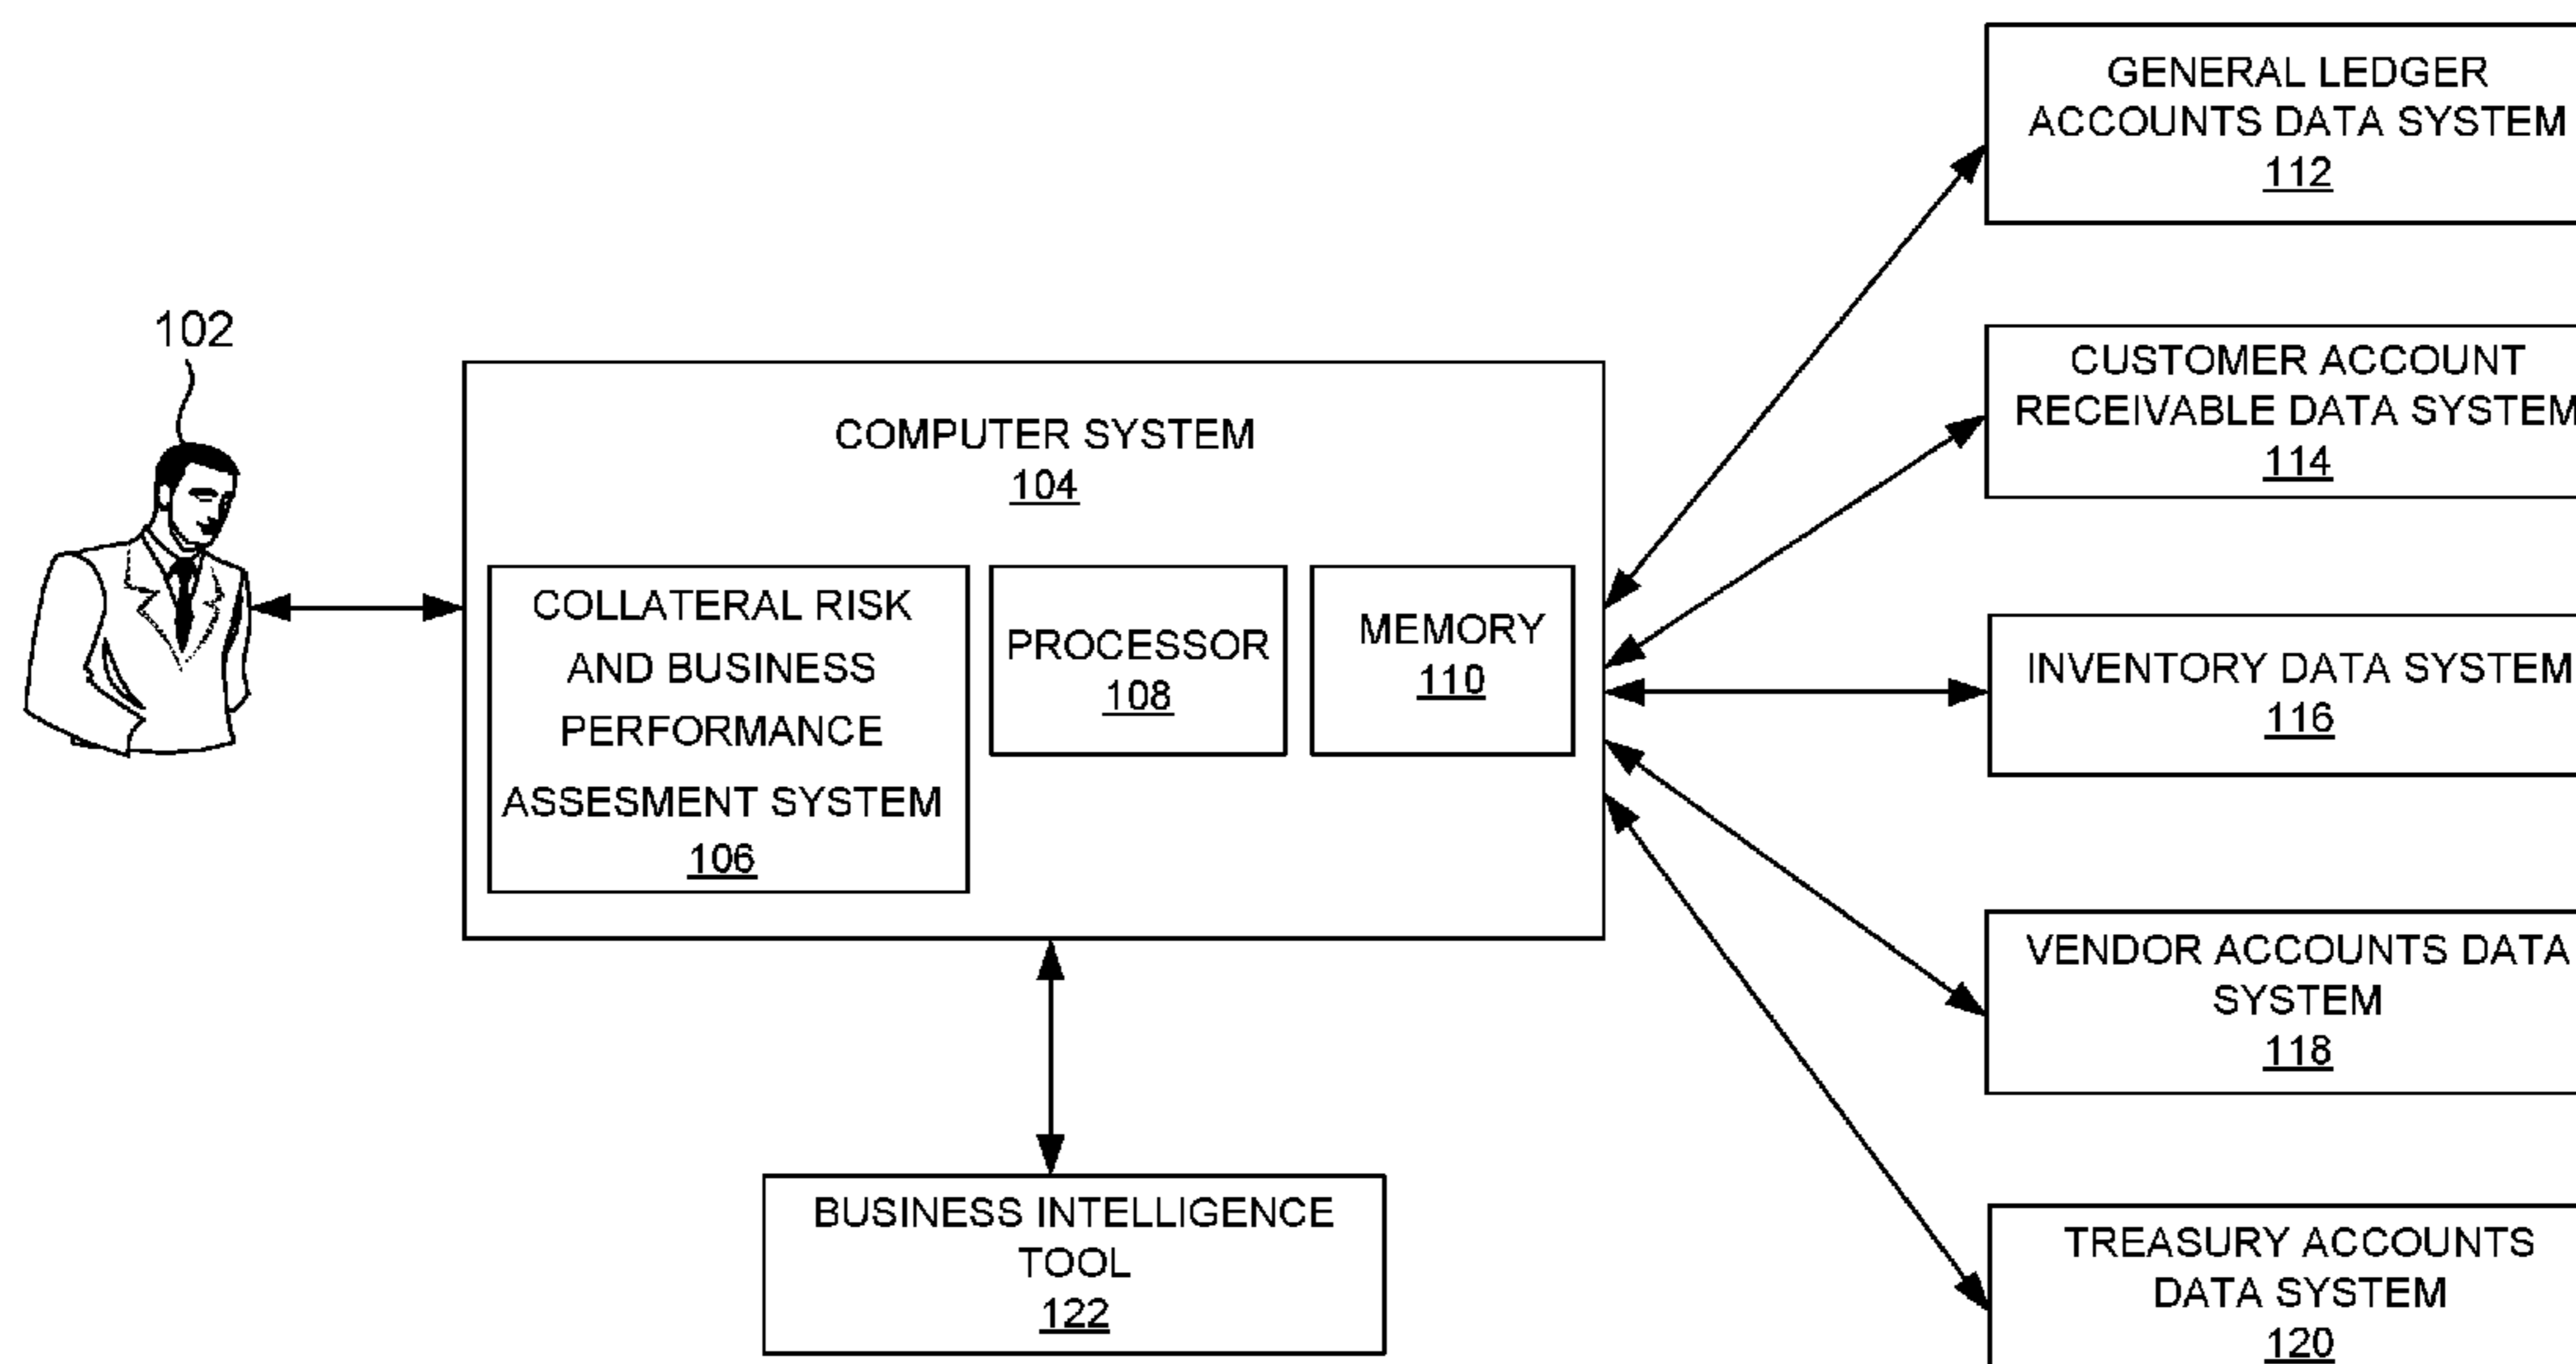 102
COMPUTER SYSTEM
104
COLLATERAL RISK
AND BUSINESS
PERFORMANCE
ASSESMENT SYSTEM
106
PROCESSOR
108
MEMORY
110
BUSINESS INTELLIGENCE
TOOL
122
GENERAL LEDGER
ACCOUNTS DATA SYSTEM
112
CUSTOMER ACCOUNT
RECEIVABLE DATA SYSTEM
114
INVENTORY DATA SYSTEM
116
VENDOR ACCOUNTS DATA
SYSTEM
118
TREASURY ACCOUNTS
DATA SYSTEM
120